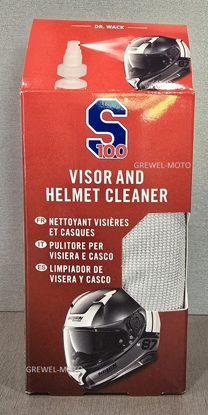 DR. WACK
GREWEL-MOTO
S
100
VISOR AND
HELMET CLEANER
FR NETTOYANT VISIÈRES
ET CASQUES
IT PULITORE PER
VISIERA E CASCO
ES LIMPIADOR DE
VISERA Y CASCO
GREWEL-MOTO